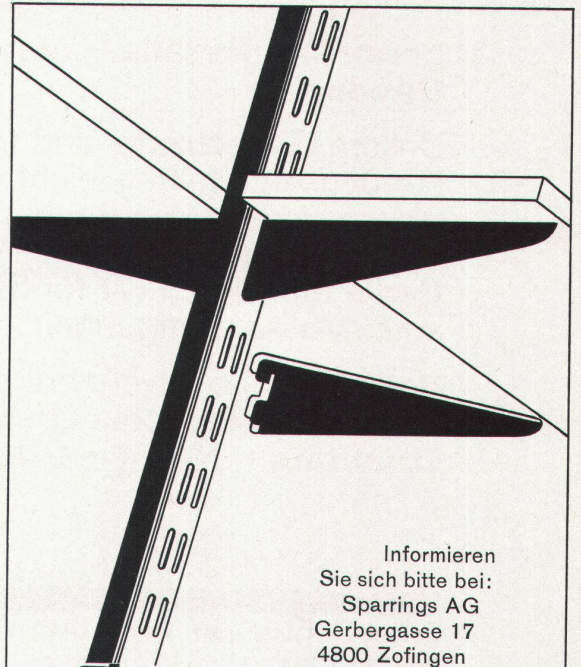 Informieren
Sie sich bitte bei:
Sparrings AG
Gerbergasse 17
4800 Zofingen